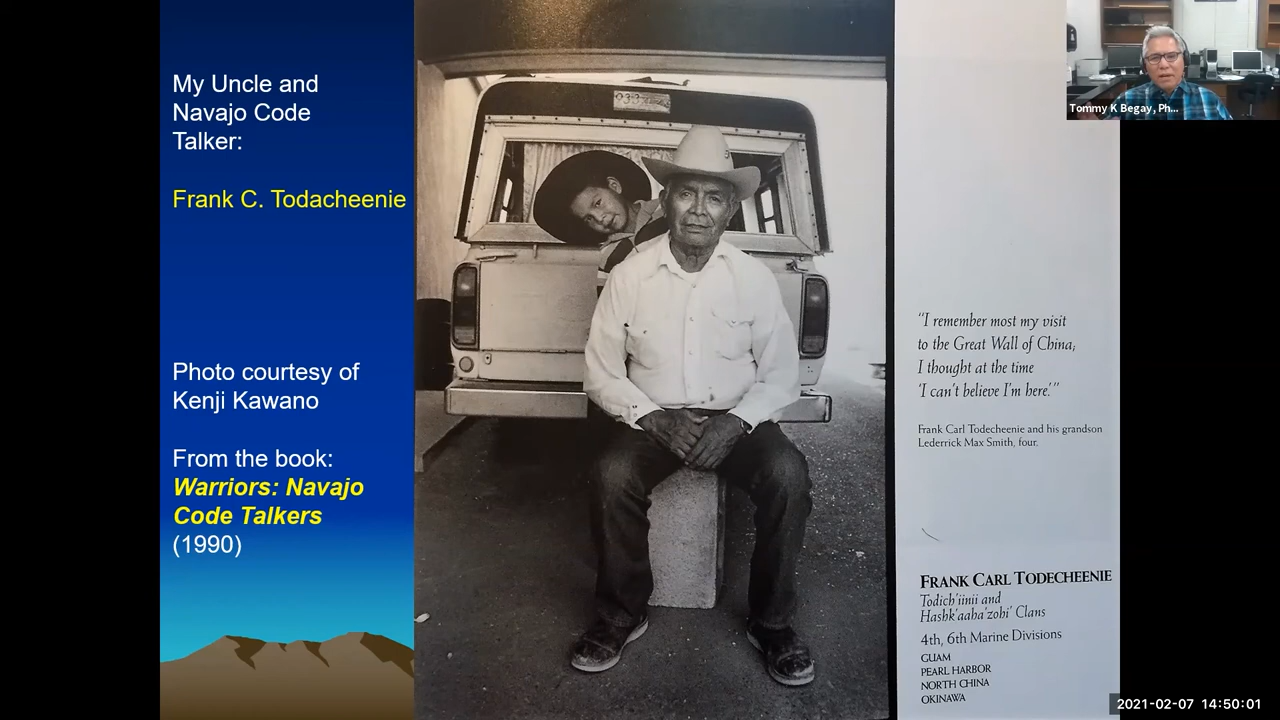 My Uncle and
Navajo Code
Talker:
Frank C. Todacheenie
Photo courtesy of
Kenji Kawano
From the book:
Warriors: Navajo
Code Talkers
(1990)
Tommy K Begay, Ph...
“I remember most my visit
to the Great Wall of China;
I thought at the time
‘I can’t believe I’m here.’”
Frank Carl Todecheenie and his grandson
Lederrick Max Smith, four.
FRANK CARL TODECHEENIE
Todich’iinii and
Hashk’aaha’zohi’ Clans
4th, 6th Marine Divisions
GUAM
PEARL HARBOR
NORTH CHINA
OKINAWA
2021-02-07 14:50:01